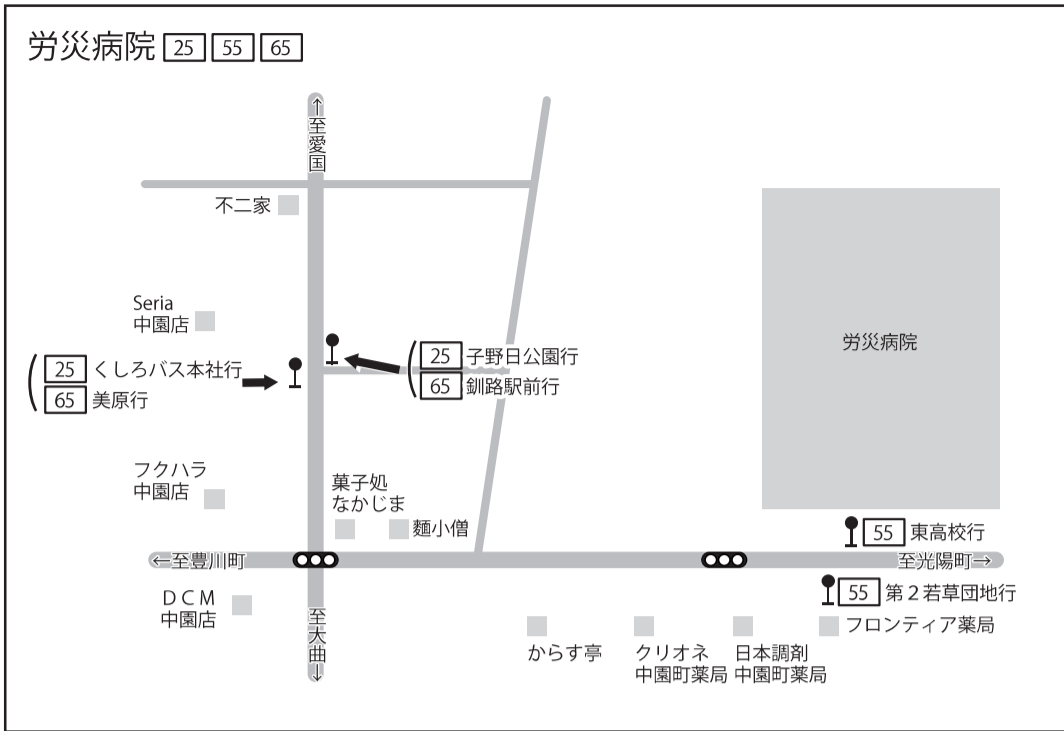 労災病院 25 55 65
↑至愛国
不二家
Seria
中園店
労災病院
25 くしろバス本社行
65 美原行
25 子野日公園行
65 釧路駅前行
フクハラ
中園店
菓子処
なかじま
麵小僧
55 東高校行
←至豊川町
至光陽町→
55 第2若草団地行
DCM
中園店
至大曲↓
フロンティア薬局
からす亭
クリオネ
中園町薬局
日本調剤
中園町薬局